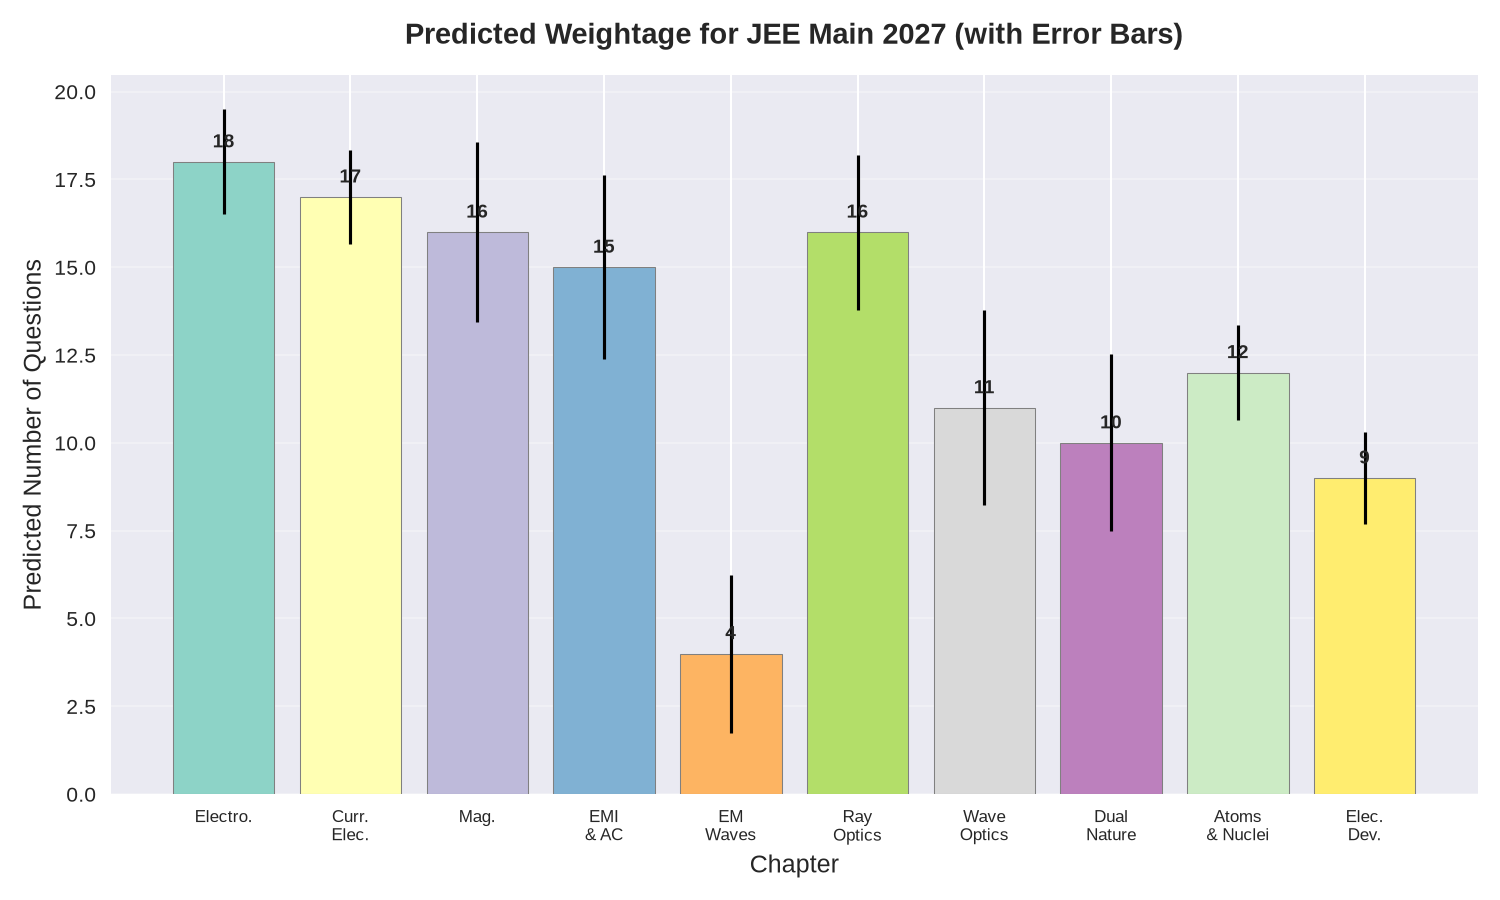 Predicted Weightage for JEE Main 2027 (with Error Bars)
Predicted Number of Questions
20.0
17.5
15.0
12.5
10.0
7.5
5.0
2.5
0.0
18
17
16
15
4
16
11
10
12
9
Electro.
Curr.
Elec.
Mag.
EMI
& AC
EM
Waves
Ray
Optics
Wave
Optics
Dual
Nature
Atoms
& Nuclei
Elec.
Dev.
Chapter